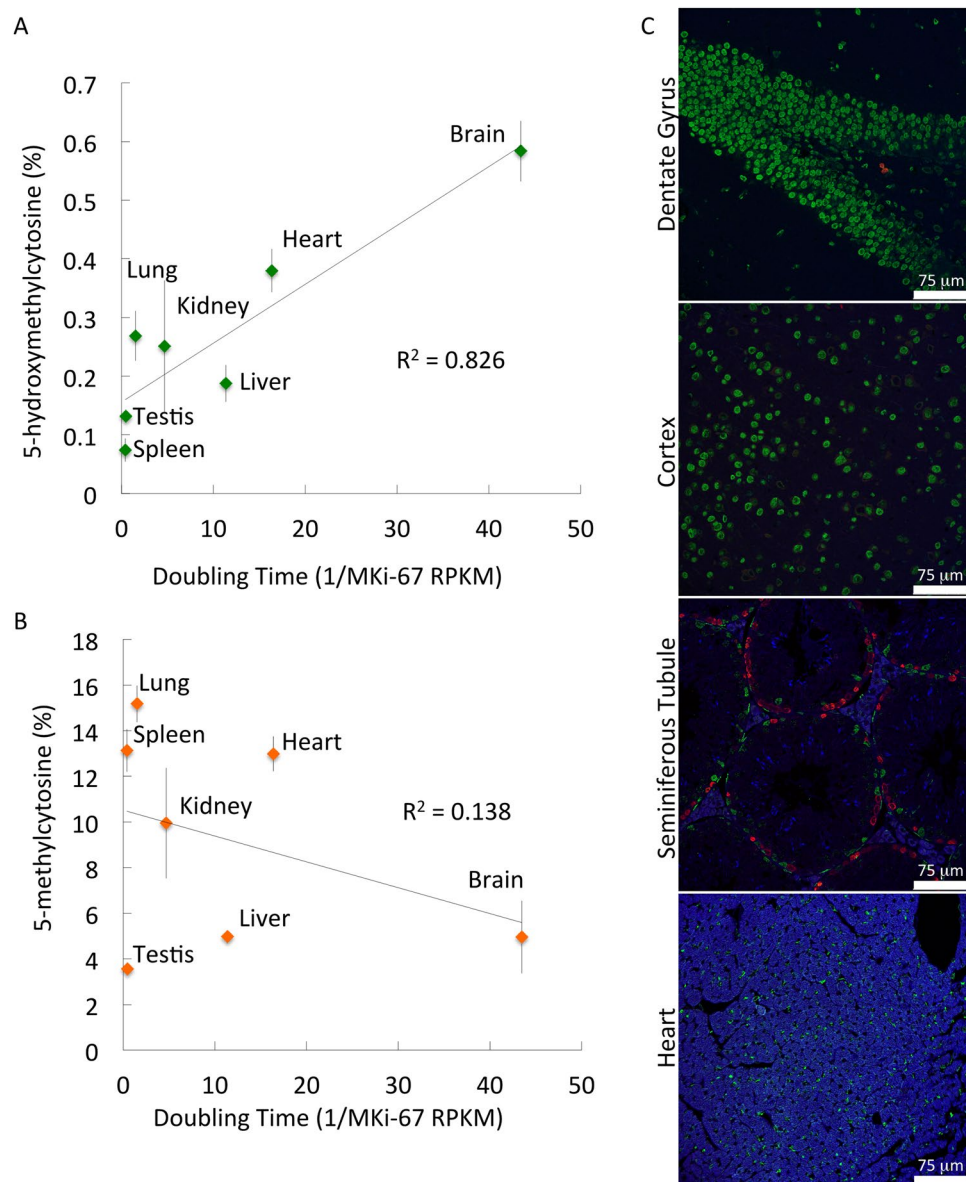 A
5-hydroxymethylcytosine (%)
0.7
0.6
0.5
0.4
0.3
0.2
0.1
0
Brain
Heart
Lung
Kidney
R² = 0.826
Liver
Testis
Spleen
0 10 20 30 40 50
Doubling Time (1/MKi-67 RPKM)
B
5-methylcytosine (%)
18
16
14
12
10
8
6
4
2
0
Lung
Spleen
Heart
Kidney
R² = 0.138
Brain
Liver
Testis
0 10 20 30 40 50
Doubling Time (1/MKi-67 RPKM)
C
Dentate Gyrus
75 µm
Cortex
75 µm
Seminiferous Tubule
75 µm
Heart
75 µm